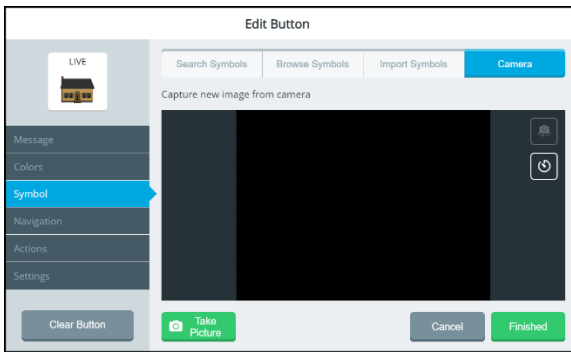 Edit Button
LIVE
Search Symbols
Browse Symbols
Import Symbols
Camera
Capture new image from camera
Message
Colors
Symbol
Navigation
Actions
Settings
Clear Button
Take
Picture
Cancel
Finished